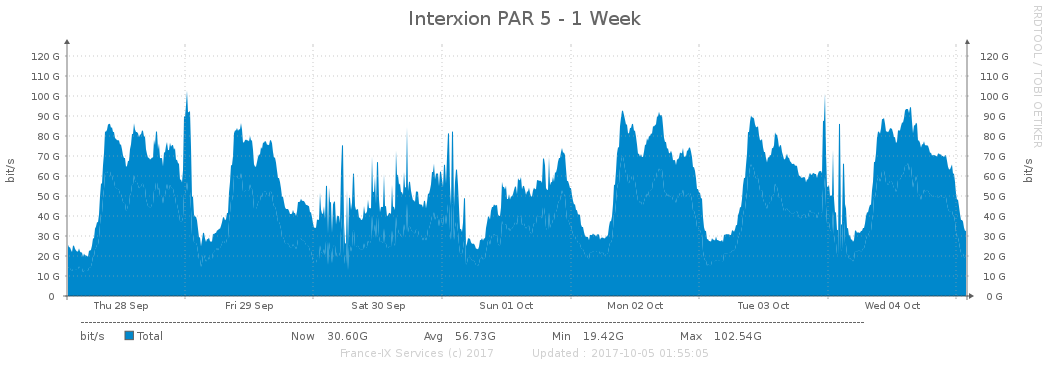 Interxion PAR 5 - 1 Week
RRDTOOL / TOBI OETIKER
120 G 120 G
110 G 110 G
100 G 100 G
90 G 90 G
80 G 80 G
70 G 70 G
60 G 60 G
50 G 50 G
40 G 40 G
30 G 30 G
20 G 20 G
10 G 10 G
0 0 G
bit/s
bit/s
Thu 28 Sep Fri 29 Sep Sat 30 Sep Sun 01 Oct Mon 02 Oct Tue 03 Oct Wed 04 Oct
bit/s Total Now 30.60G Avg 56.73G Min 19.42G Max 102.54G
France-IX Services (c) 2017 Updated : 2017-10-05 01:55:05